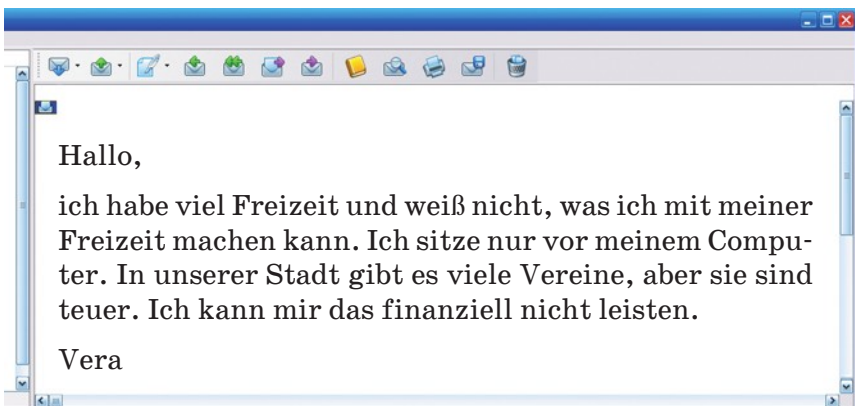 Hallo,
ich habe viel Freizeit und weiß nicht, was ich mit meiner
Freizeit machen kann. Ich sitze nur vor meinem Compu-
ter. In unserer Stadt gibt es viele Vereine, aber sie sind
teuer. Ich kann mir das finanziell nicht leisten.
Vera